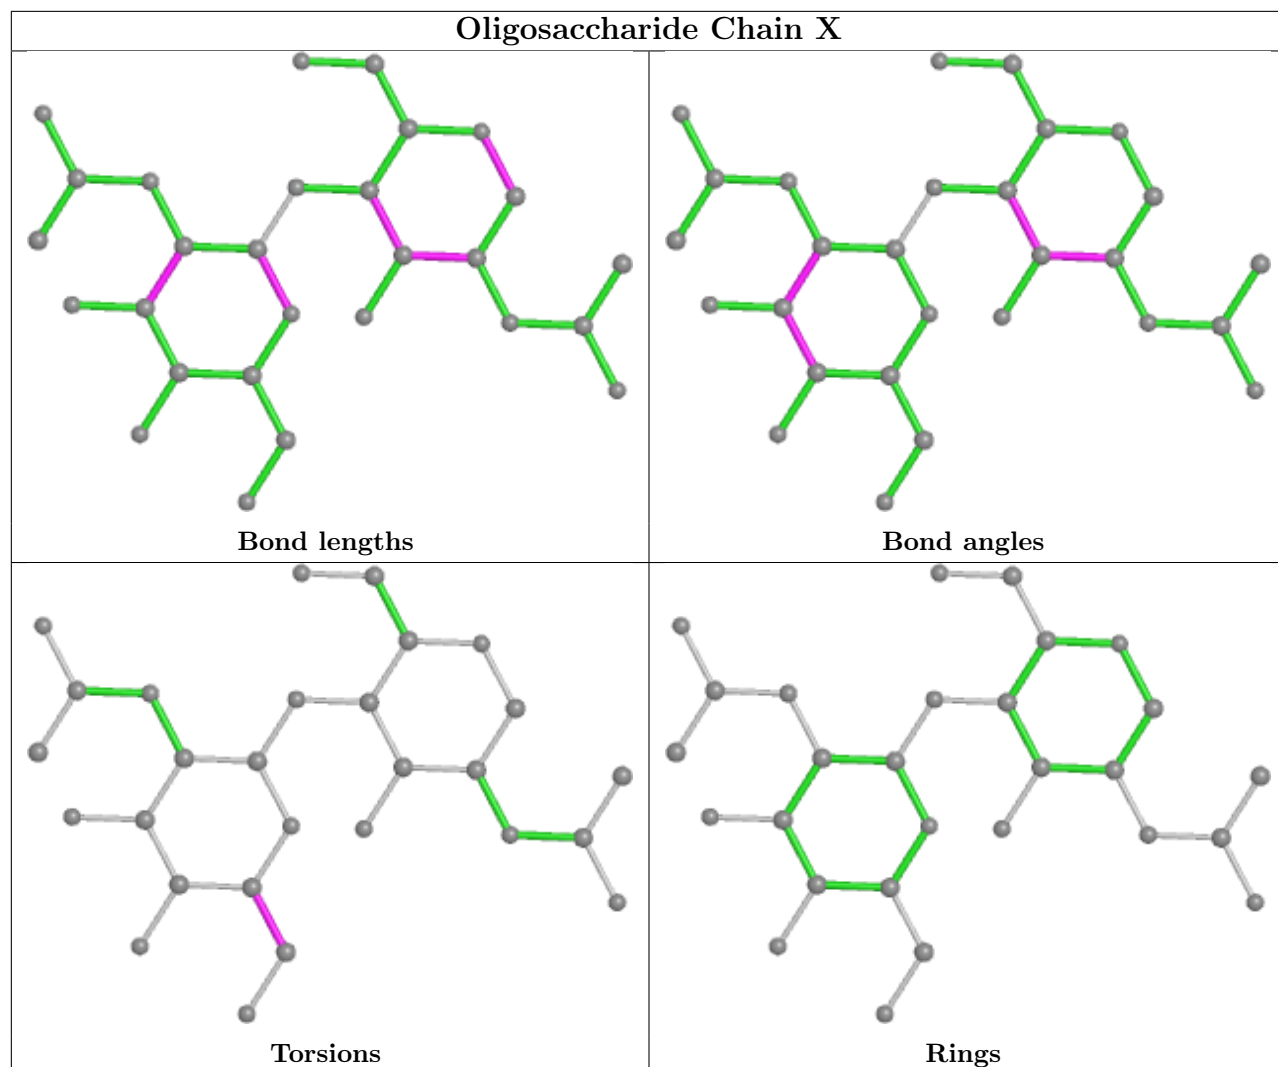 Oligosaccharide Chain X
Bond lengths
Bond angles
Torsions
Rings